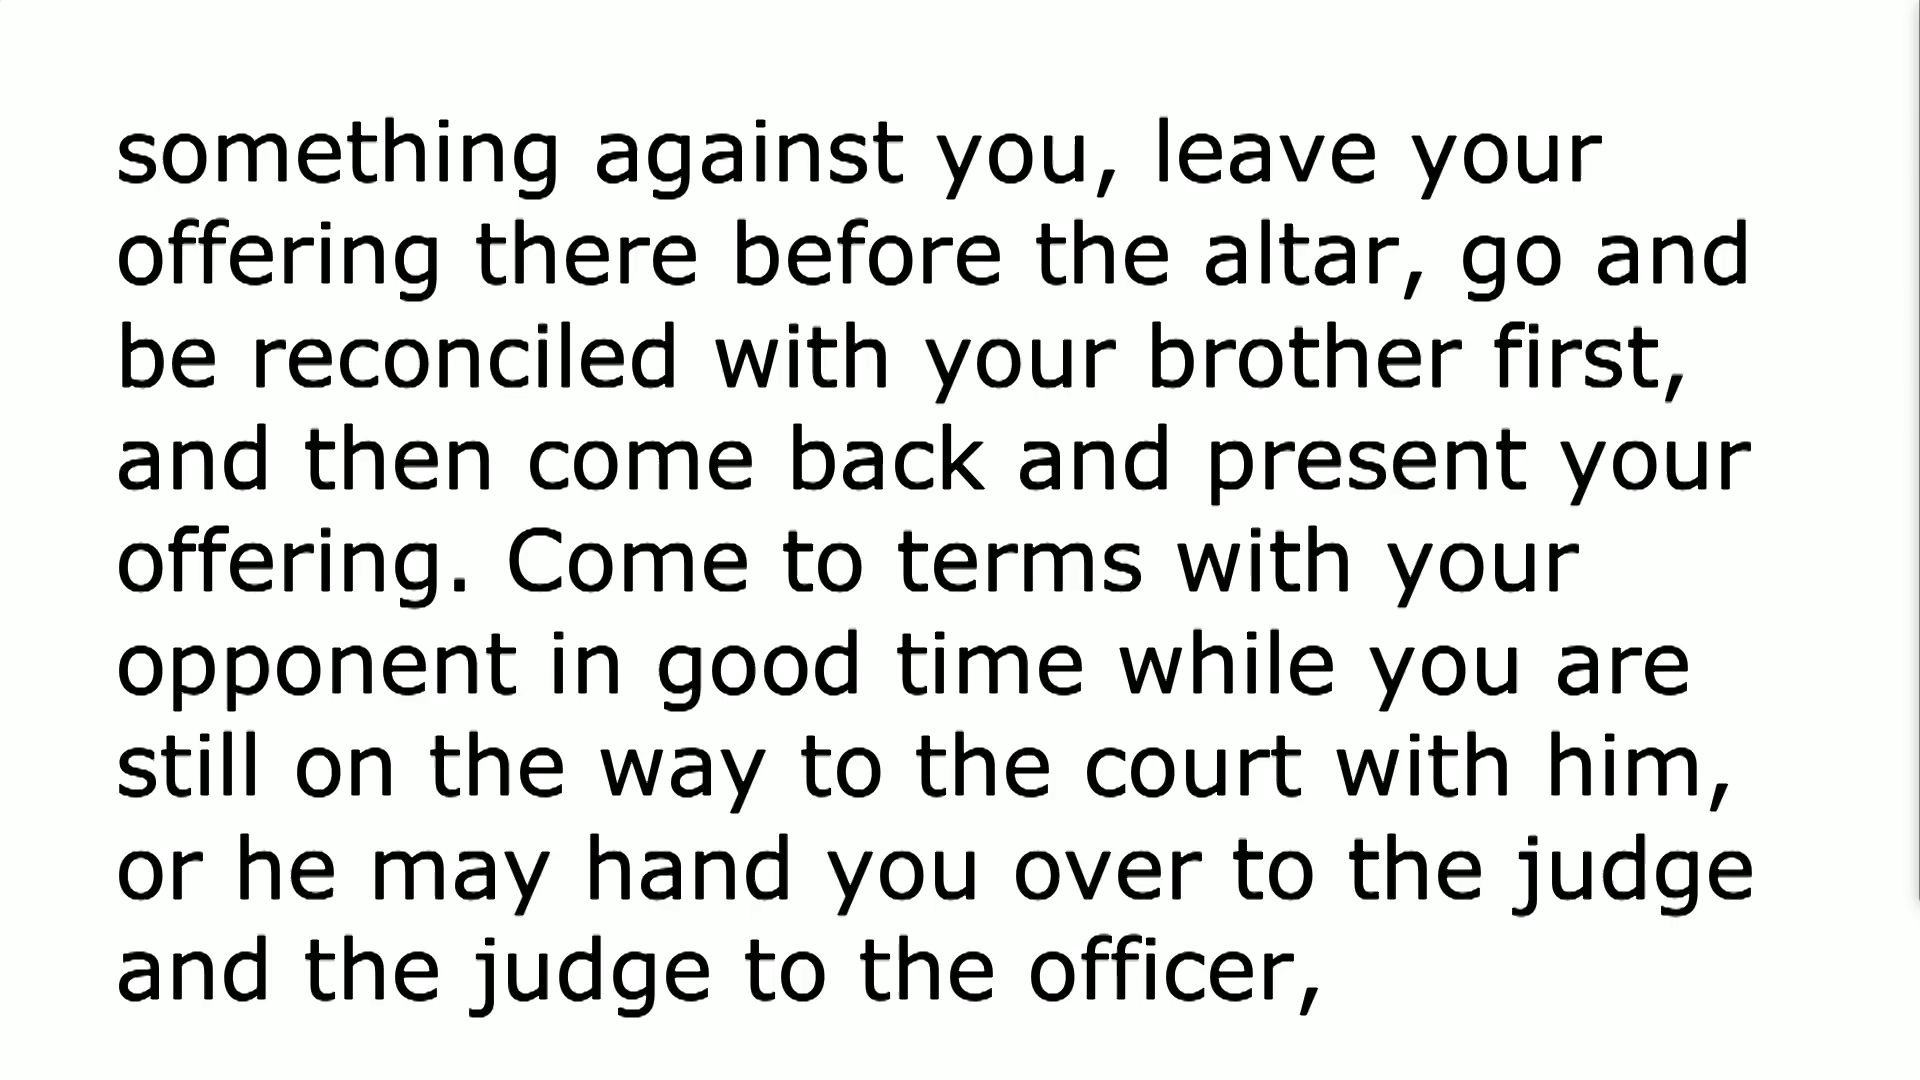 something against you, leave your
offering there before the altar, go and
be reconciled with your brother first,
and then come back and present your
offering. Come to terms with your
opponent in good time while you are
still on the way to the court with him,
or he may hand you over to the judge
and the judge to the officer,